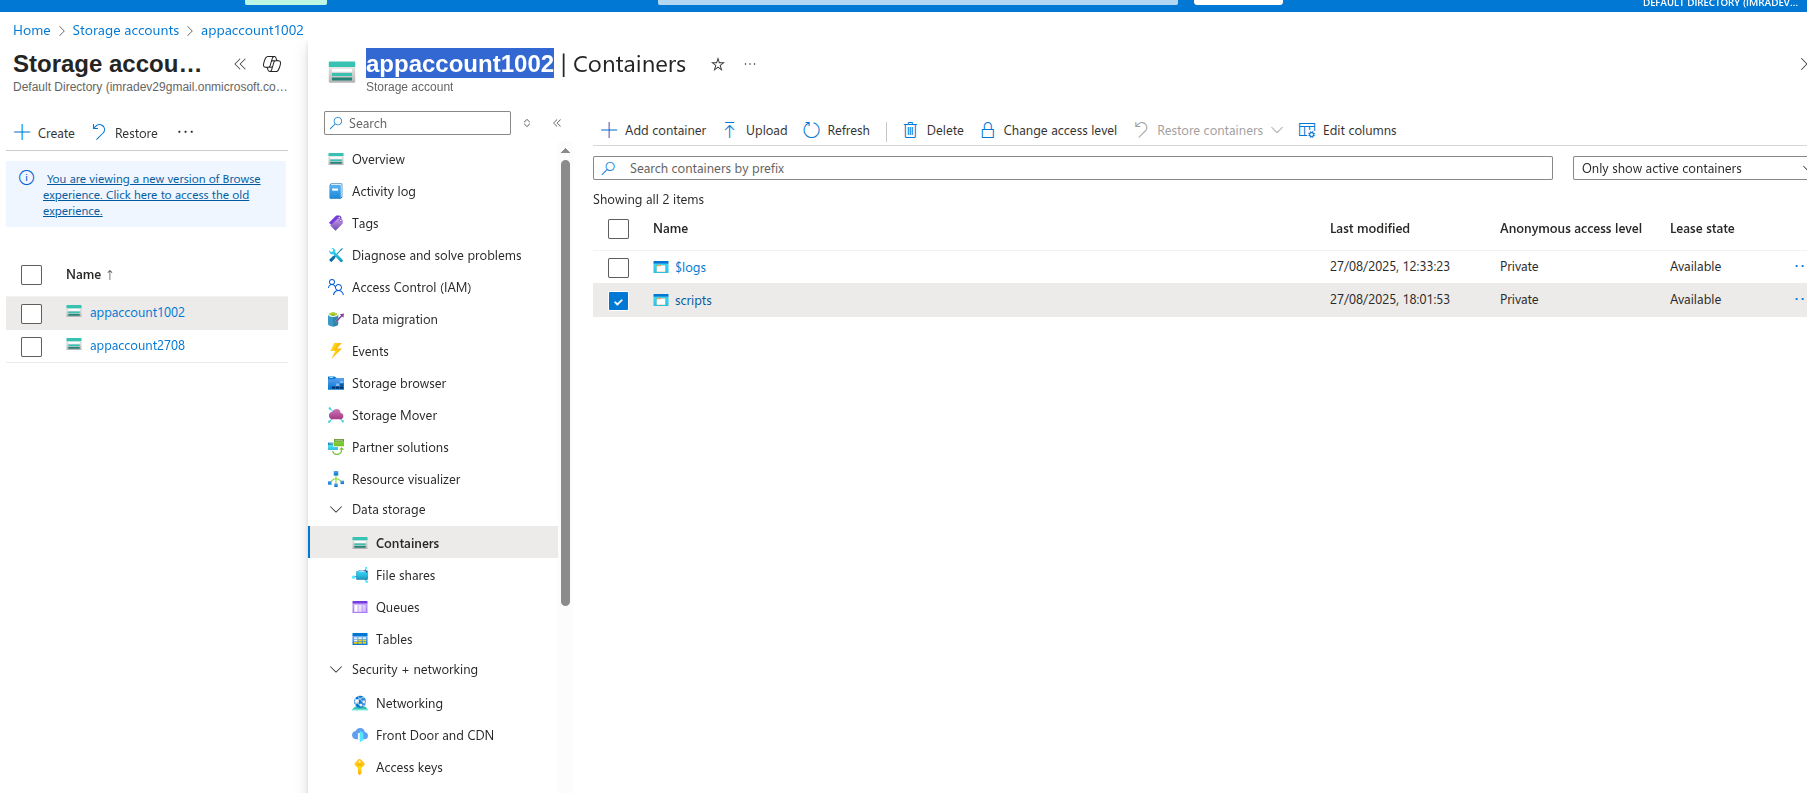 DEFAULT DIRECTORY (IMRADEV...
Home > Storage accounts > appaccount1002
Storage accou...
Default Directory (imradev29gmail.onmicrosoft.co...
Create
Restore
You are viewing a new version of Browse
experience. Click here to access the old
experience.
Name ↑
appaccount1002
appaccount2708
appaccount1002 | Containers
Storage account
Search
Overview
Activity log
Tags
Diagnose and solve problems
Access Control (IAM)
Data migration
Events
Storage browser
Storage Mover
Partner solutions
Resource visualizer
Data storage
Containers
File shares
Queues
Tables
Security + networking
Networking
Front Door and CDN
Access keys
Add container
Upload
Refresh
Delete
Change access level
Restore containers
Edit columns
Search containers by prefix
Only show active containers
Showing all 2 items
Name Last modified Anonymous access level Lease state
$logs 27/08/2025, 12:33:23 Private Available
scripts 27/08/2025, 18:01:53 Private Available